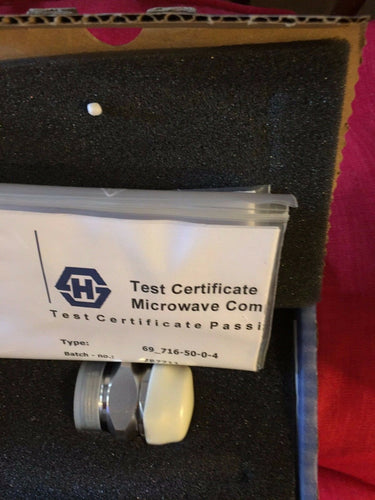 H
Test Certificate
Microwave Com
Test Certificate Passi
Type: 69_716-50-0-4
Batch - no.: